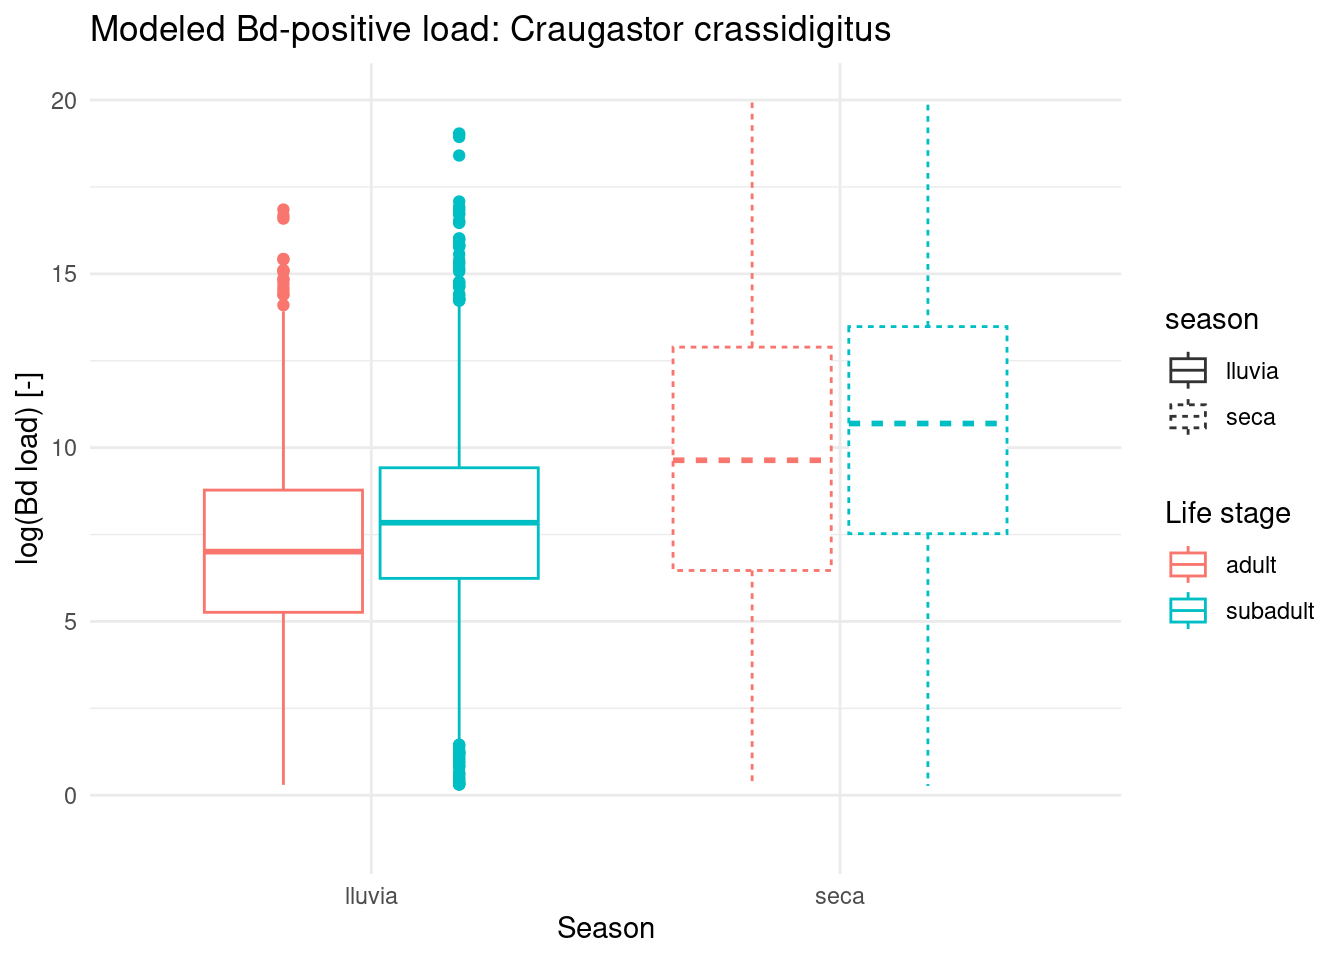 Modeled Bd-positive load: Craugastor crassidigitus
log(Bd load) [-]
20
15
10
5
0
lluvia
seca
Season
season
lluvia
seca
Life stage
adult
subadult